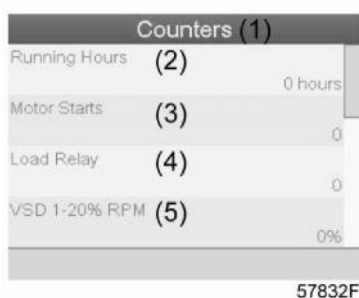 Counters (1)
Running Hours (2)
0 hours
Motor Starts (3)
0
Load Relay (4)
0
VSD 1-20% RPM (5)
0%
57832F